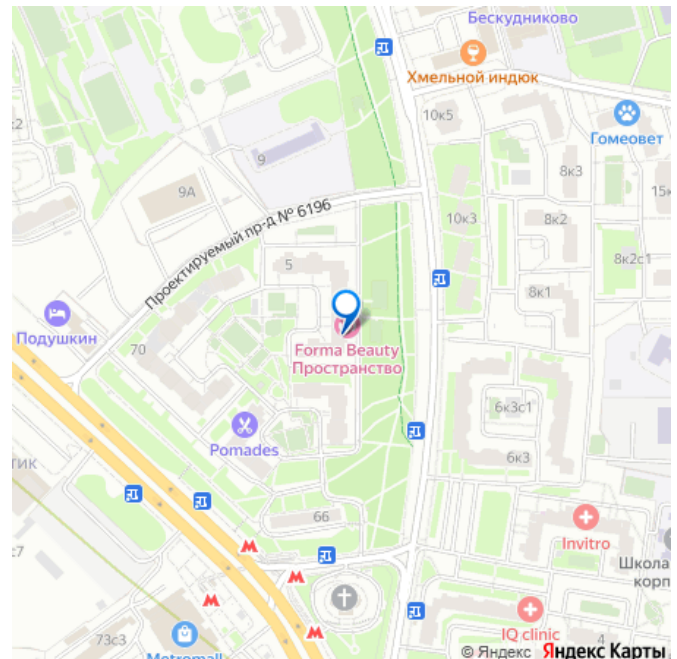 Бескудниково
Хмельной индюк
10к5
Гомеовет
.2
9
8к3
9А
15к
Проектируемый пр-д № 6196
10к3
8к2
8к2с1
5
8к1
Подушкин
Forma Beauty
Пространство
70
6к3с1
Pomades
6к3
ТИК
66
Invitro
с7
Школа
корп
73с3
IQ clinic
4
Metromall
© Яндекс Яндекс Карты